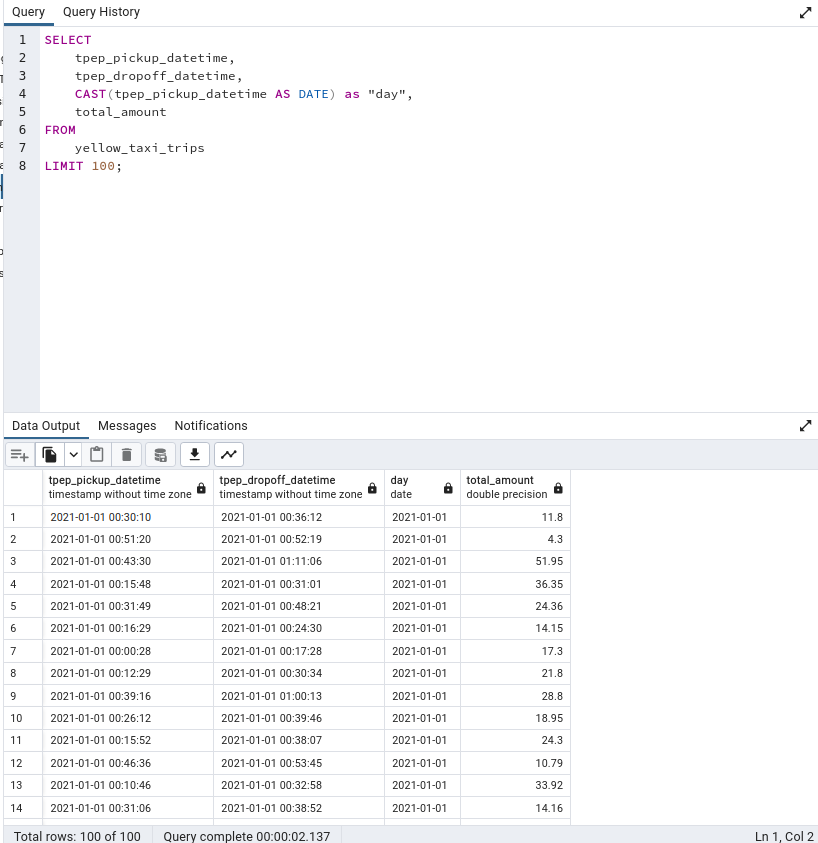 Query Query History
1 SELECT
2 tpep_pickup_datetime,
3 tpep_dropoff_datetime,
4 CAST(tpep_pickup_datetime AS DATE) as "day",
5 total_amount
6 FROM
7 yellow_taxi_trips
8 LIMIT 100;
Data Output Messages Notifications
tpep_pickup_datetime tpep_dropoff_datetime day total_amount
timestamp without time zone timestamp without time zone date double precision
1 2021-01-01 00:30:10 2021-01-01 00:36:12 2021-01-01 11.8
2 2021-01-01 00:51:20 2021-01-01 00:52:19 2021-01-01 4.3
3 2021-01-01 00:43:30 2021-01-01 01:11:06 2021-01-01 51.95
4 2021-01-01 00:15:48 2021-01-01 00:31:01 2021-01-01 36.35
5 2021-01-01 00:31:49 2021-01-01 00:48:21 2021-01-01 24.36
6 2021-01-01 00:16:29 2021-01-01 00:24:30 2021-01-01 14.15
7 2021-01-01 00:00:28 2021-01-01 00:17:28 2021-01-01 17.3
8 2021-01-01 00:12:29 2021-01-01 00:30:34 2021-01-01 21.8
9 2021-01-01 00:39:16 2021-01-01 01:00:13 2021-01-01 28.8
10 2021-01-01 00:26:12 2021-01-01 00:39:46 2021-01-01 18.95
11 2021-01-01 00:15:52 2021-01-01 00:38:07 2021-01-01 24.3
12 2021-01-01 00:46:36 2021-01-01 00:53:45 2021-01-01 10.79
13 2021-01-01 00:10:46 2021-01-01 00:32:58 2021-01-01 33.92
14 2021-01-01 00:31:06 2021-01-01 00:38:52 2021-01-01 14.16
Total rows: 100 of 100 Query complete 00:00:02.137 Ln 1, Col 2